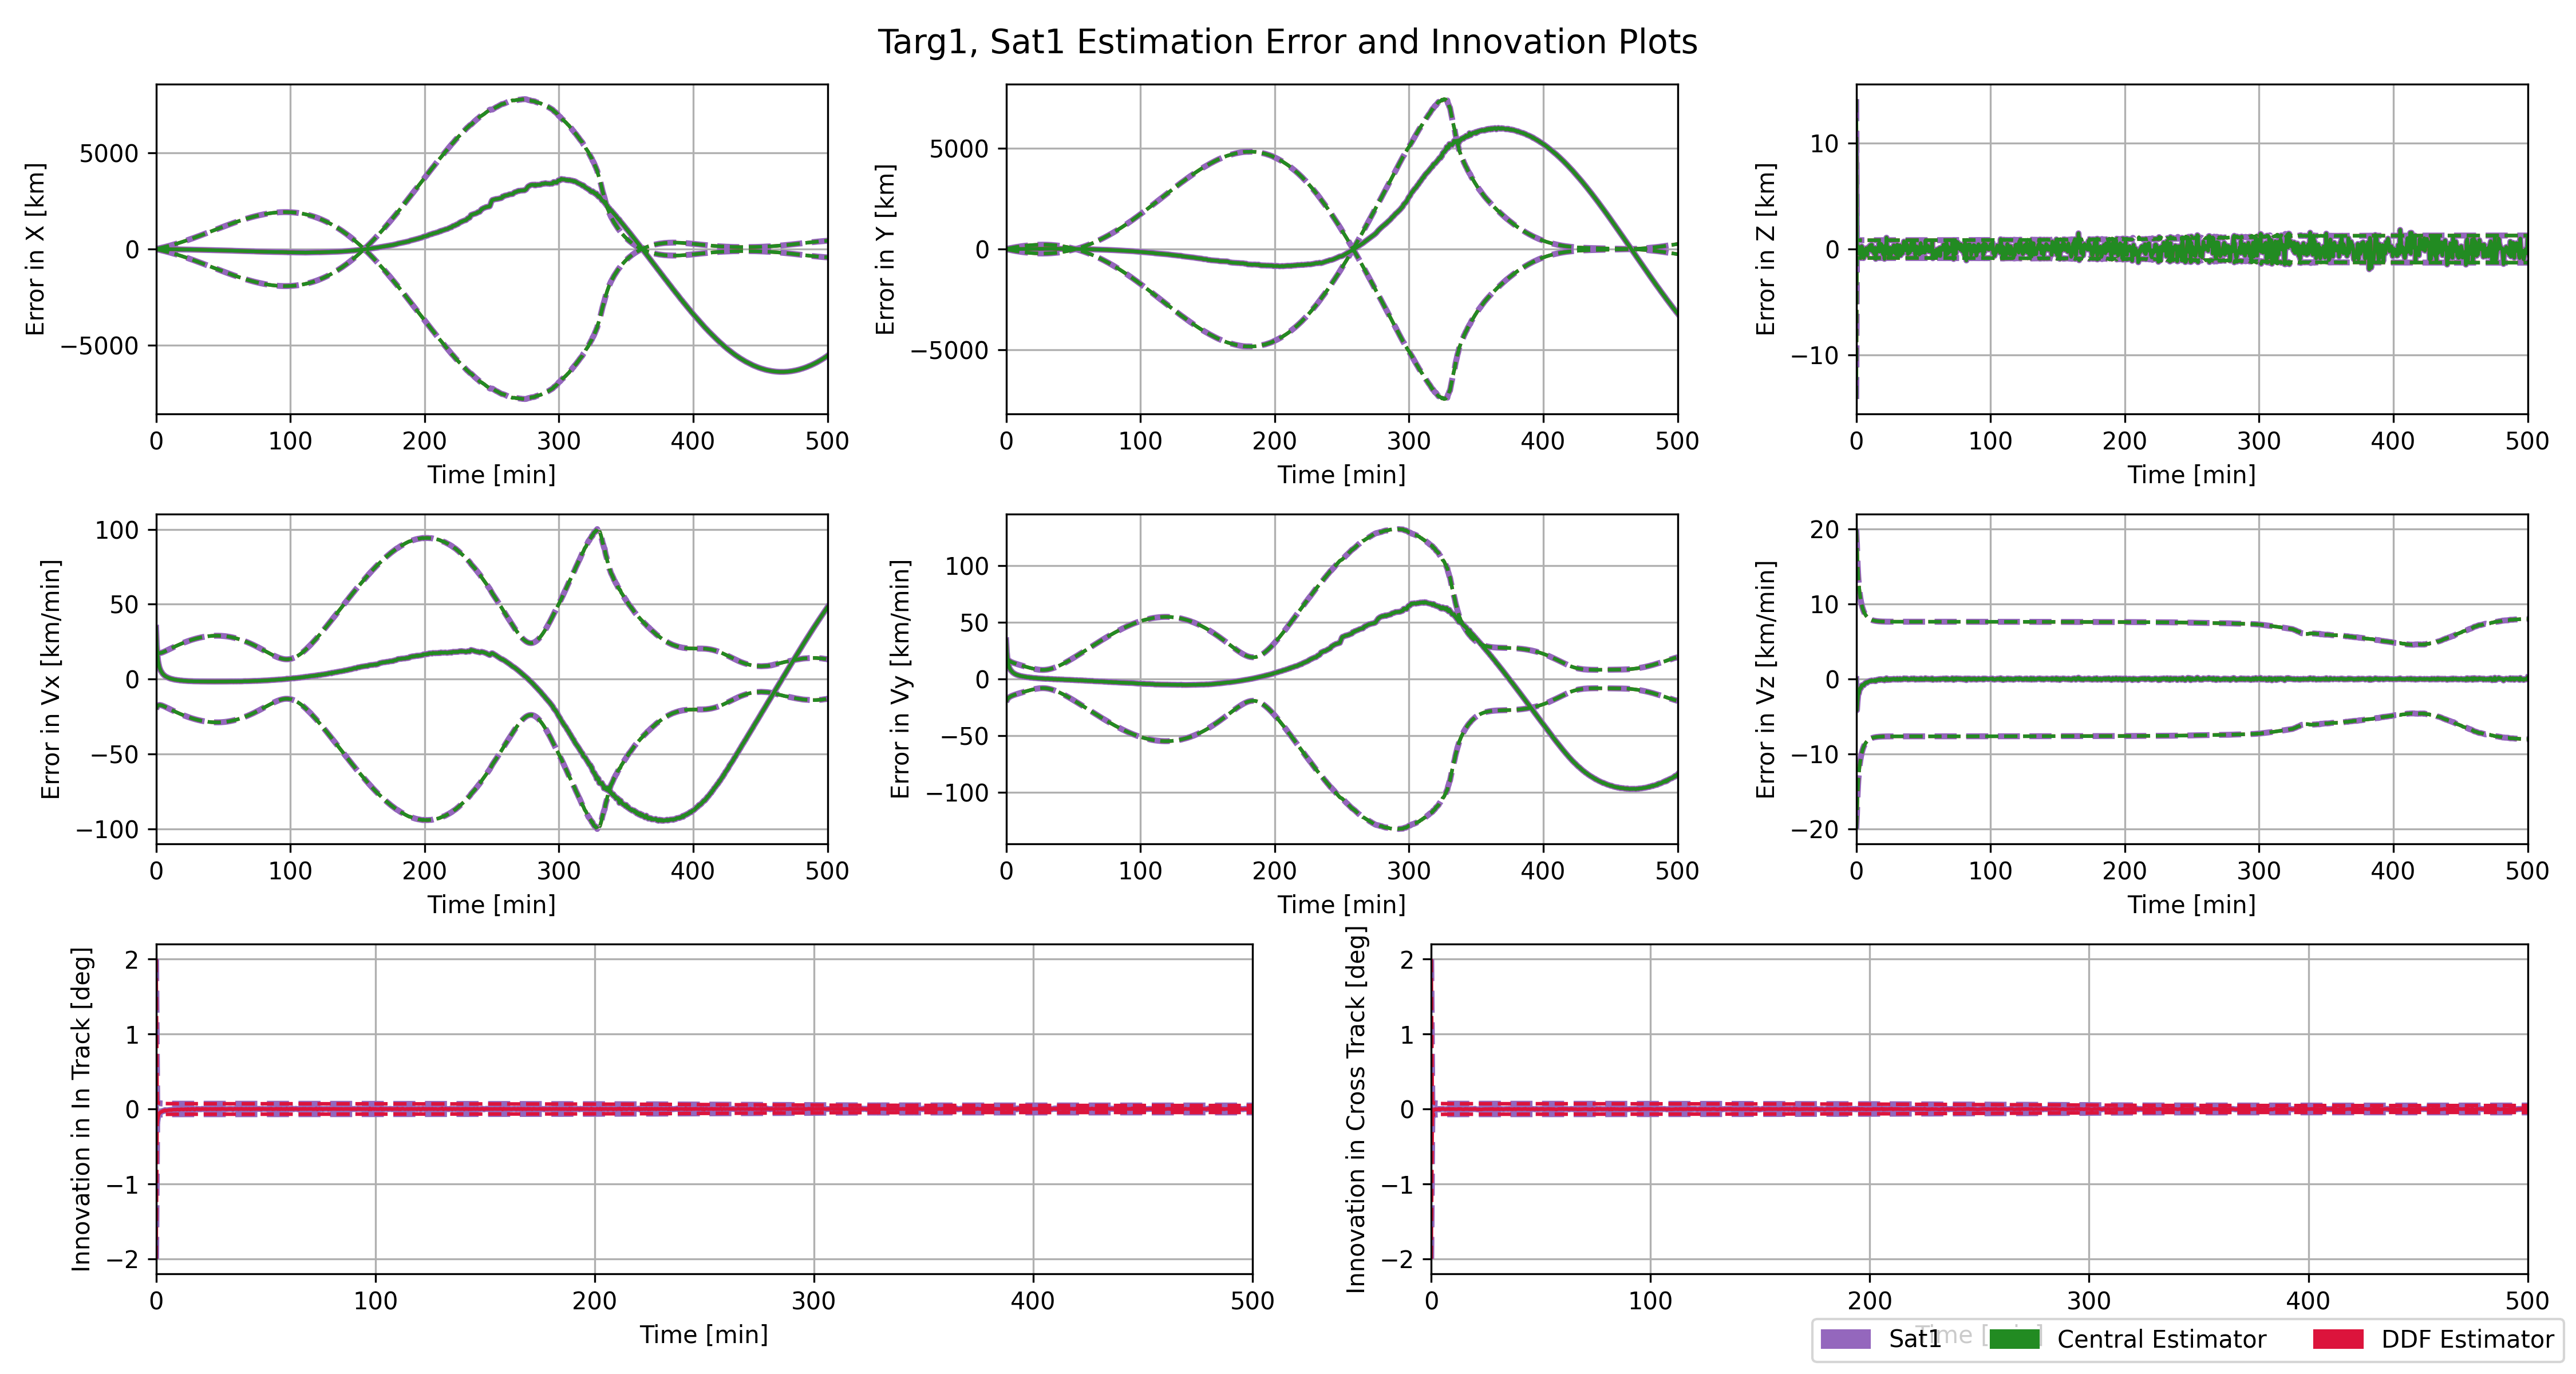 Targ1, Sat1 Estimation Error and Innovation Plots
Error in X [km]
5000
0
−5000
0 100 200 300 400 500
Time [min]
Error in Y [km]
5000
0
−5000
0 100 200 300 400 500
Time [min]
Error in Z [km]
10
0
−10
0 100 200 300 400 500
Time [min]
Error in Vx [km/min]
100
50
0
−50
−100
0 100 200 300 400 500
Time [min]
Error in Vy [km/min]
100
50
0
−50
−100
0 100 200 300 400 500
Time [min]
Error in Vz [km/min]
20
10
0
−10
−20
0 100 200 300 400 500
Time [min]
Innovation in In Track [deg]
2
1
0
−1
−2
0 100 200 300 400 500
Time [min]
Innovation in Cross Track [deg]
2
1
0
−1
−2
0 100 200 300 400 500
Time [min]
Sat1 Central Estimator DDF Estimator